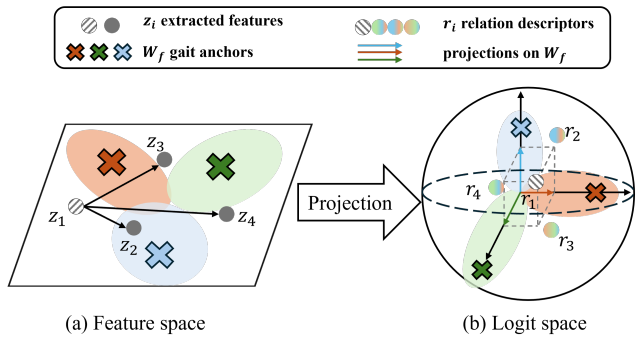 z_i extracted features
r_i relation descriptors
W_f gait anchors
projections on W_f
z_3
z_1
z_4
z_2
Projection
r_2
r_4
r_1
r_3
(a) Feature space
(b) Logit space